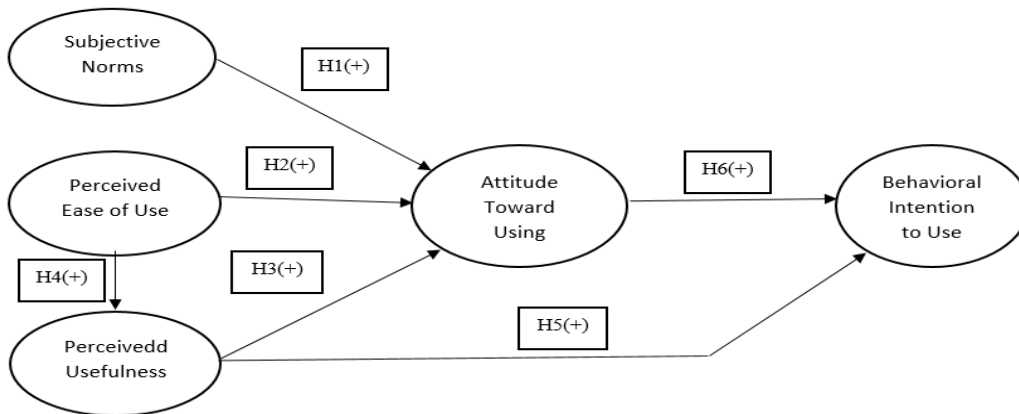 Subjective
Norms
H1(+)
H2(+)
Perceived
Ease of Use
Attitude
Toward
Using
H6(+)
Behavioral
Intention
to Use
H4(+)
H3(+)
Perceivedd
Usefulness
H5(+)